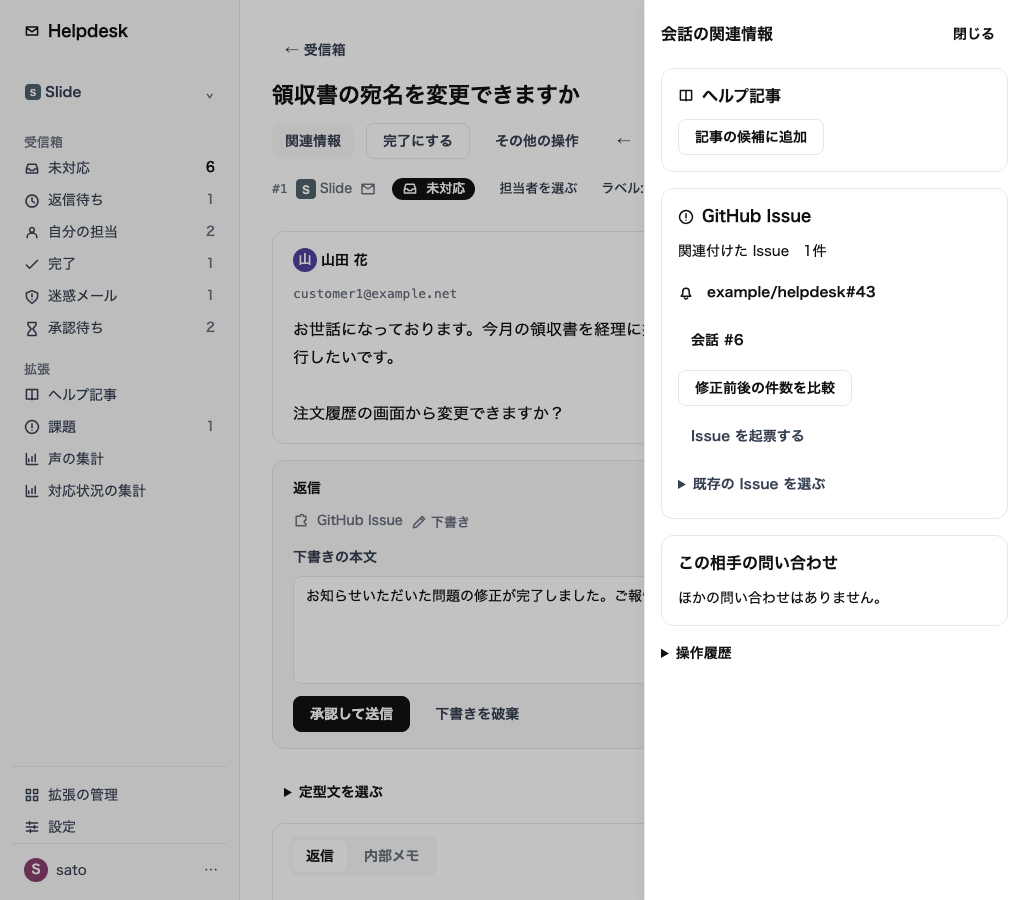 Helpdesk
S Slide
受信箱
未対応 6
返信待ち 1
自分の担当 2
完了 1
迷惑メール 1
承認待ち 2
拡張
ヘルプ記事
課題 1
声の集計
対応状況の集計
拡張の管理
設定
S sato ...
← 受信箱
領収書の宛名を変更できますか
関連情報 完了にする その他の操作 ←
#1 S Slide 未対応 担当者を選ぶ ラベル:
山 山田 花
customer1@example.net
お世話になっております。今月の領収書を経理に
行したいです。
注文履歴の画面から変更できますか？
返信
GitHub Issue 下書き
下書きの本文
お知らせいただいた問題の修正が完了しました。ご報
承認して送信 下書きを破棄
▶ 定型文を選ぶ
返信 内部メモ
会話の関連情報 閉じる
ヘルプ記事
記事の候補に追加
GitHub Issue
関連付けた Issue 1件
example/helpdesk#43
会話 #6
修正前後の件数を比較
Issue を起票する
▶ 既存の Issue を選ぶ
この相手の問い合わせ
ほかの問い合わせはありません。
▶ 操作履歴